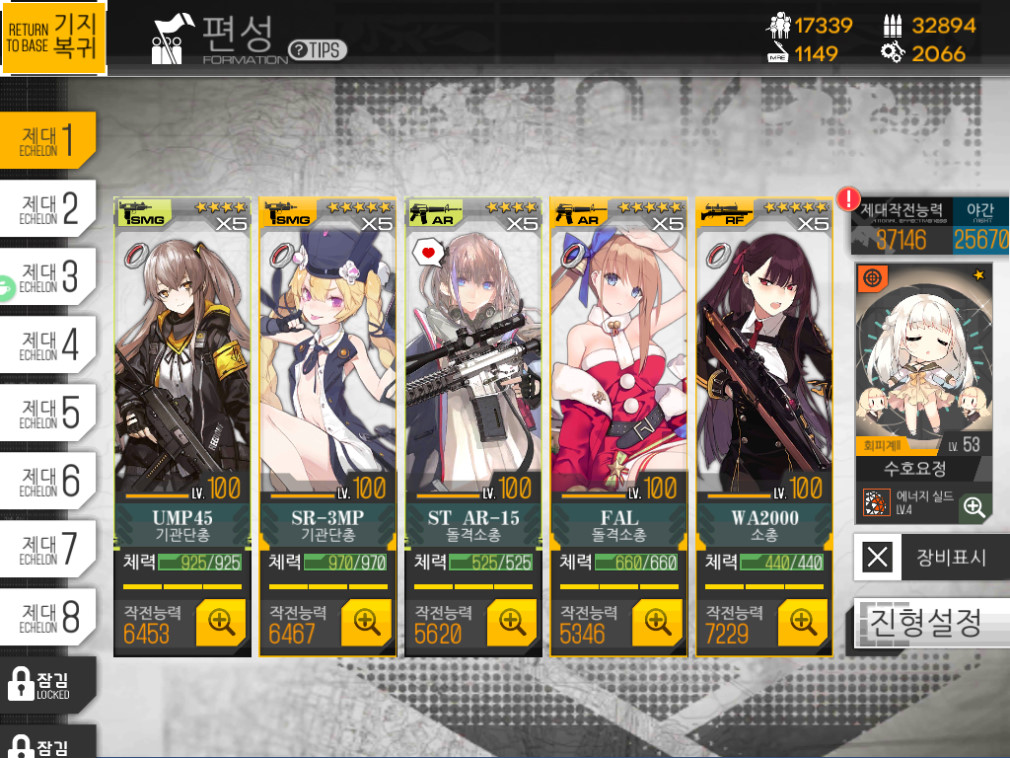 RETURN TO BASE
기지 복귀
편성
FORMATION
?TIPS
17339
32894
MRE
1149
2066
제대 1
ECHELON
제대 2
ECHELON
제대 3
ECHELON
제대 4
ECHELON
제대 5
ECHELON
제대 6
ECHELON
제대 7
ECHELON
제대 8
ECHELON
잠김
LOCKED
잠김
SMG
X5
LV. 100
UMP45
기관단총
체력 925/925
작전능력
6453
SMG
X5
LV. 100
SR-3MP
기관단총
체력 970/970
작전능력
6467
AR
X5
LV. 100
ST AR-15
돌격소총
체력 525/525
작전능력
5620
AR
X5
LV. 100
FAL
돌격소총
체력 660/660
작전능력
5346
RF
X5
LV. 100
WA2000
소총
체력 440/440
작전능력
7229
!
제대작전능력
야간
NIGHT
37146
25670
회피계II
LV. 53
수호요정
에너지 실드
LV.4
장비표시
진형설정